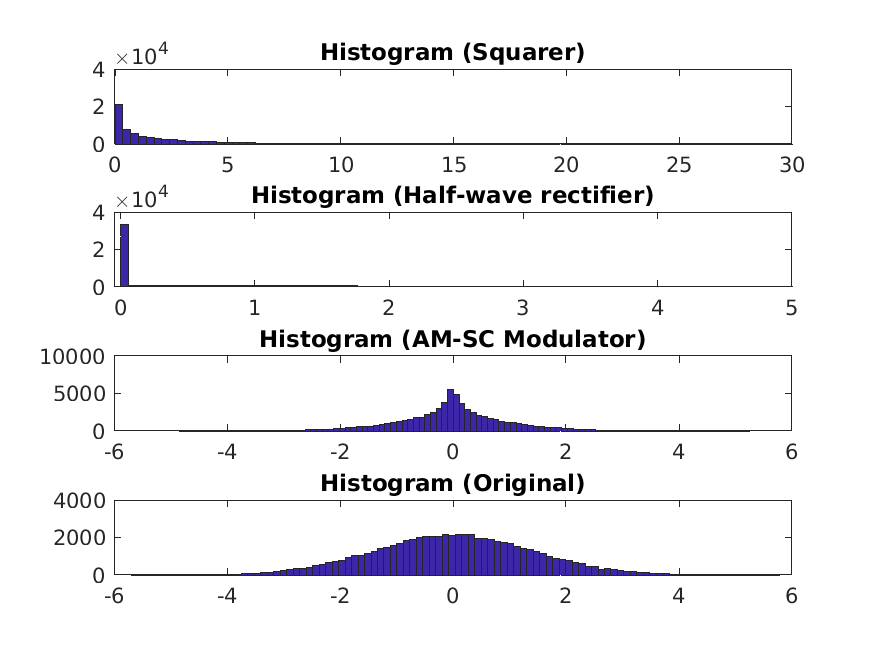 Histogram (Squarer)
×10^4
4
2
0
0 5 10 15 20 25 30
Histogram (Half-wave rectifier)
×10^4
4
2
0
0 1 2 3 4 5
Histogram (AM-SC Modulator)
10000
5000
0
-6 -4 -2 0 2 4 6
Histogram (Original)
4000
2000
0
-6 -4 -2 0 2 4 6